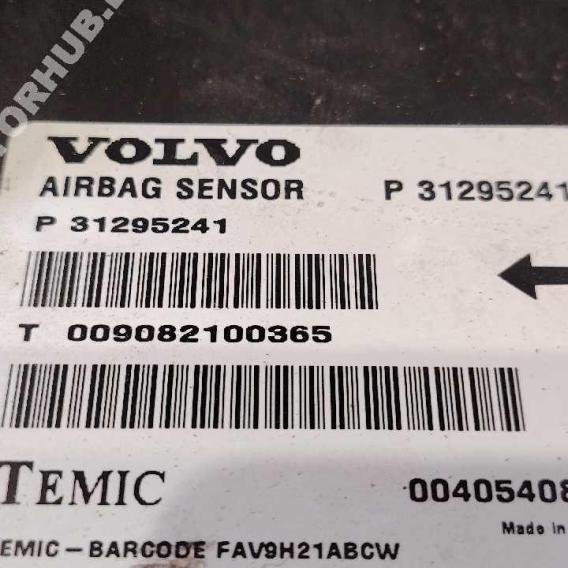 VOLVO
AIRBAG SENSOR P 31295241
P 31295241
T 009082100365
TEMIC 00405408
Made in
EMIC-BARCODE FAV9H21ABCW